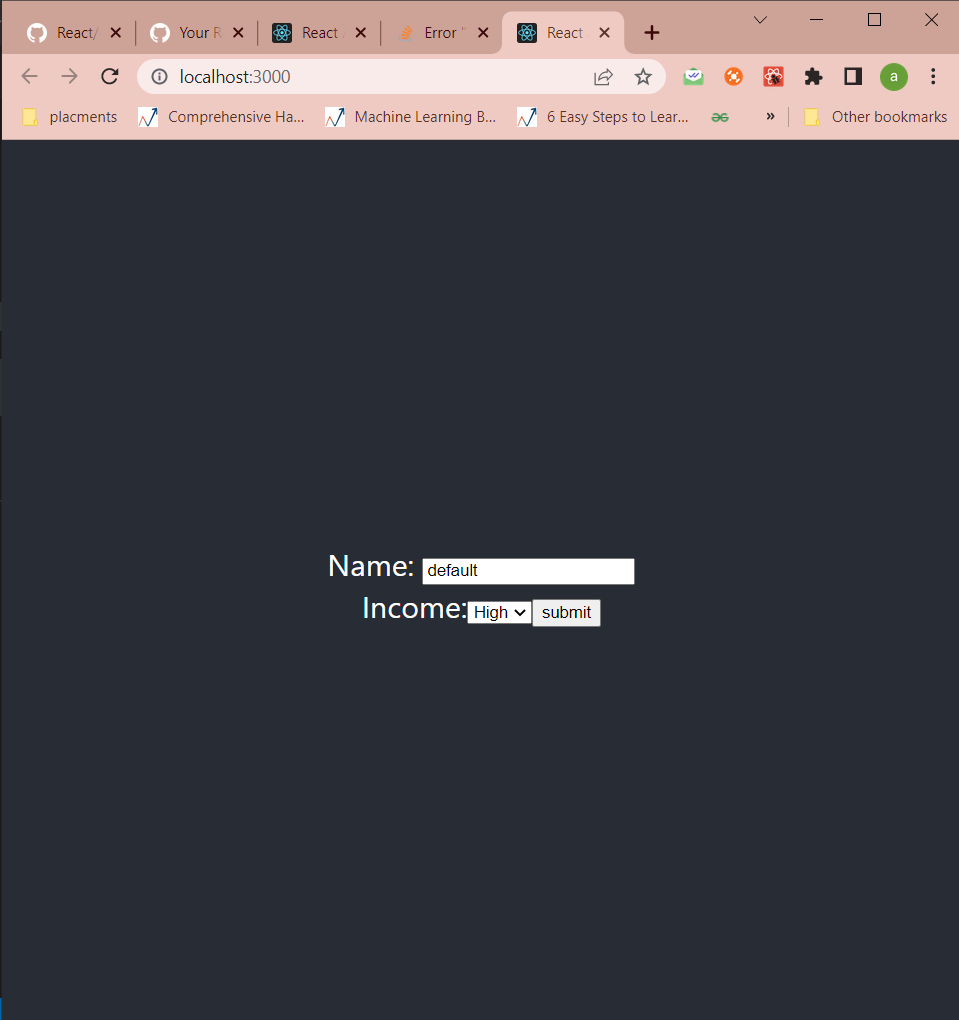 React/ Your R React Error " React
localhost:3000 a
placments Comprehensive Ha... Machine Learning B... 6 Easy Steps to Lear... » Other bookmarks
Name: default
Income: High submit